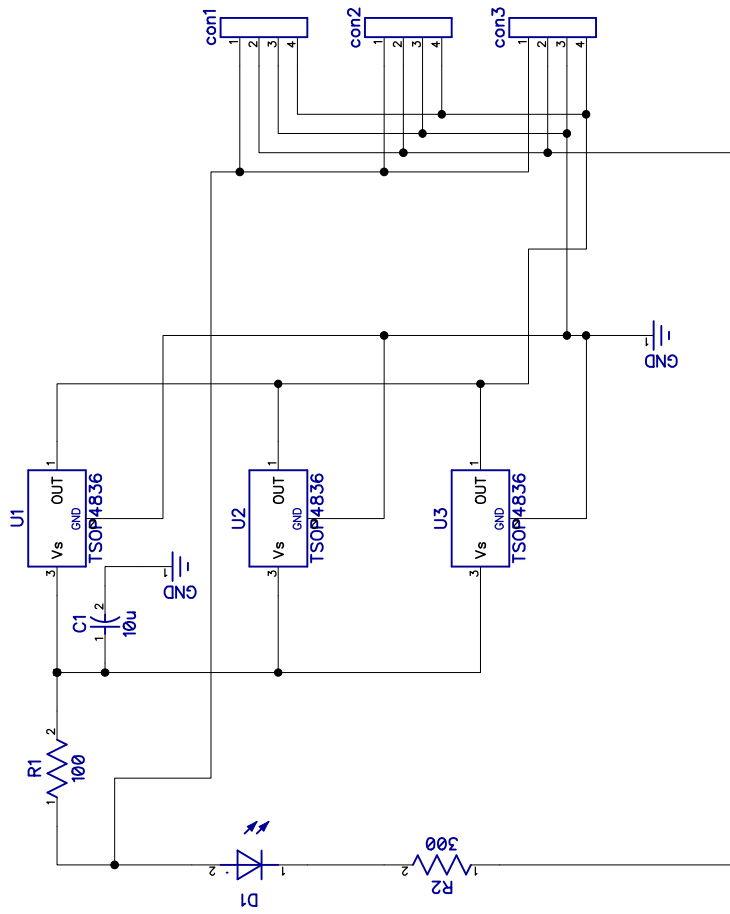 con1
1
2
3
4
con2
1
2
3
4
con3
1
2
3
4
1
GND
U1
1
OUT
GND
Vs
TSOP4836
3
U2
1
OUT
GND
Vs
TSOP4836
3
U3
1
OUT
GND
Vs
TSOP4836
3
1
GND
C1
2
1
10u
R1
2
1
100
D1
2
1
R2
300
2
1